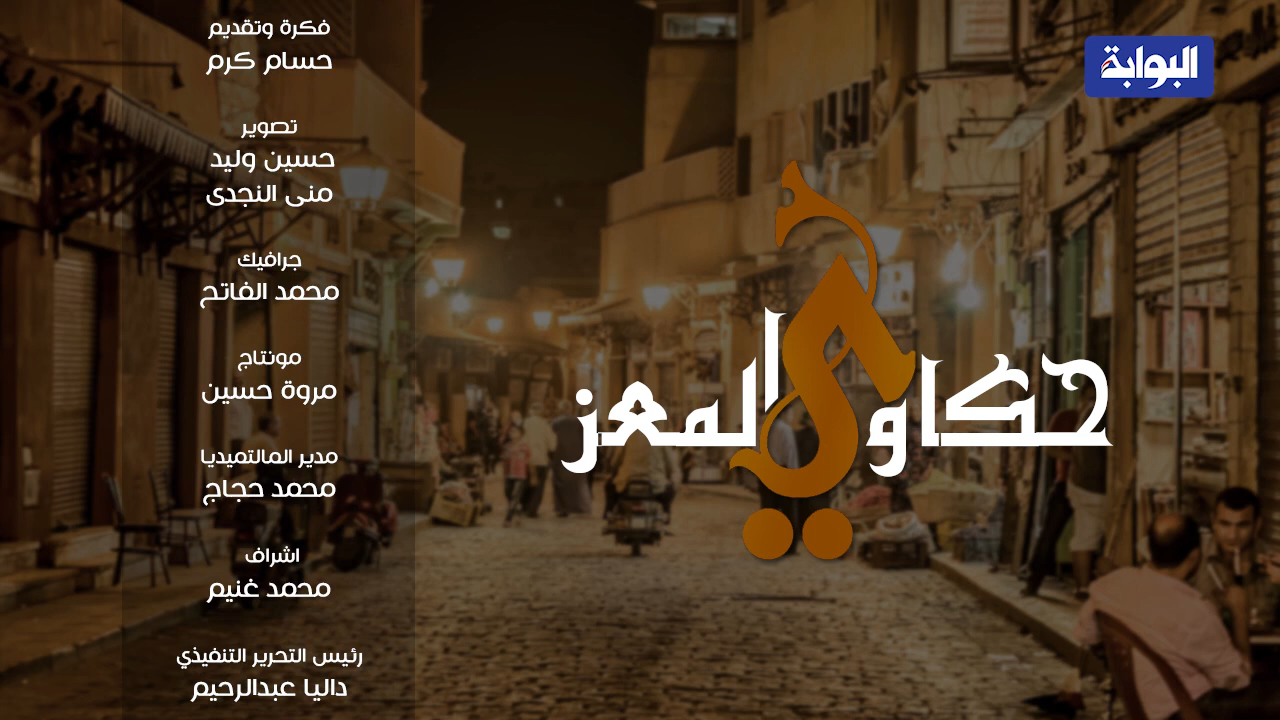 البوابة
حكاوي المعز
فكرة وتقديم
حسام كرم
تصوير
حسين وليد
منى النجدى
جرافيك
محمد الفاتح
مونتاج
مروة حسين
مدير المالتميديا
محمد حجاج
اشراف
محمد غنيم
رئيس التحرير التنفيذي
داليا عبدالرحيم